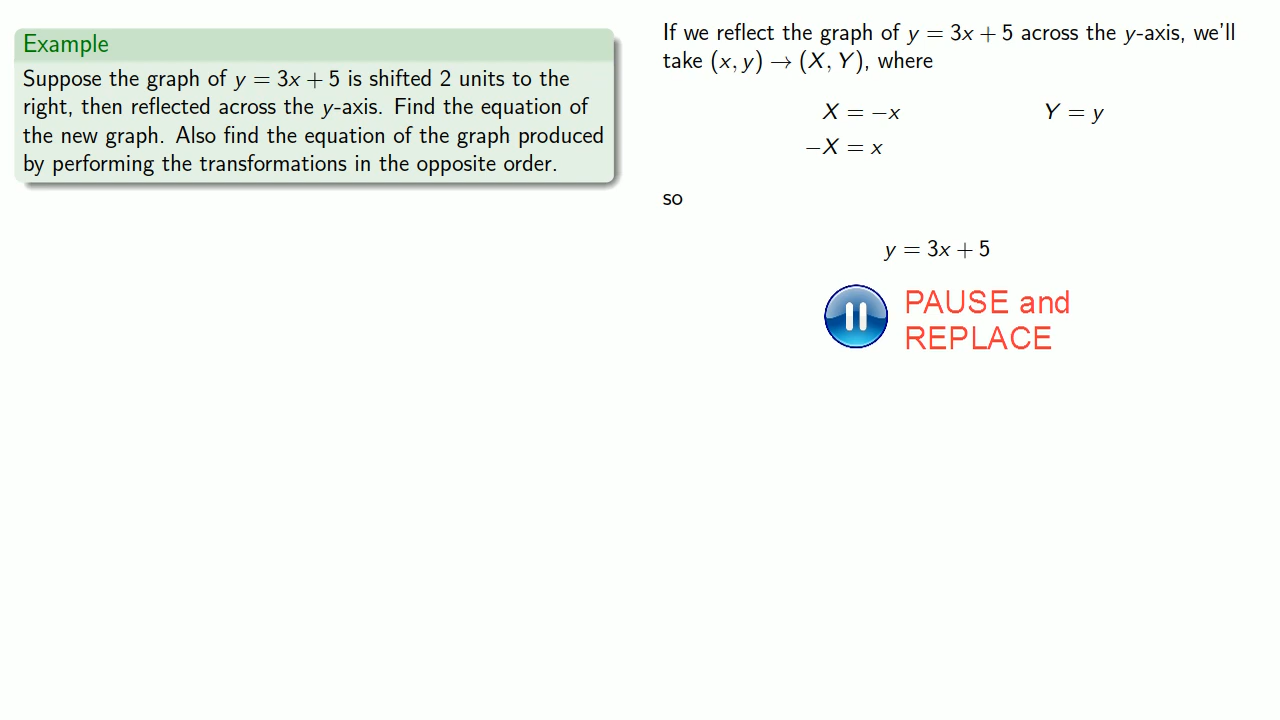 Example
Suppose the graph of y = 3x + 5 is shifted 2 units to the
right, then reflected across the y-axis. Find the equation of
the new graph. Also find the equation of the graph produced
by performing the transformations in the opposite order.
If we reflect the graph of y = 3x + 5 across the y-axis, we'll
take (x, y) → (X, Y), where
X = −x Y = y
−X = x
so
y = 3x + 5
PAUSE and
REPLACE